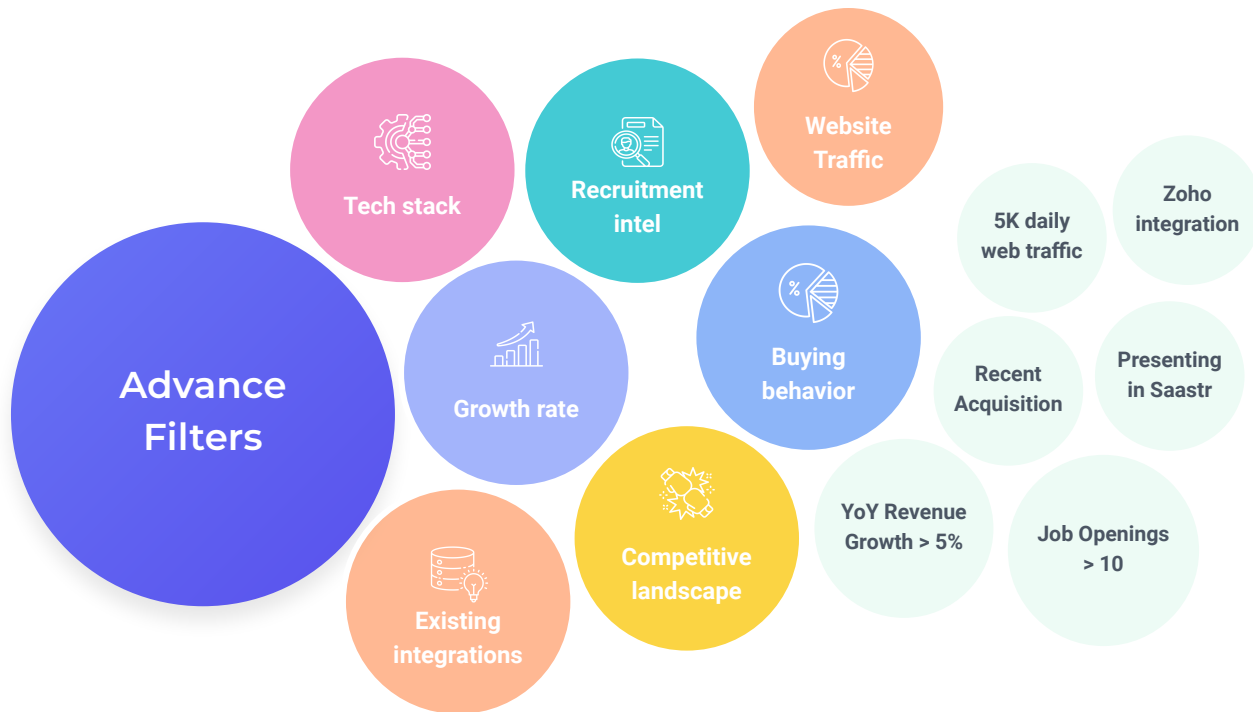 Advance
Filters
Tech stack
Recruitment
intel
%
Website
Traffic
Growth rate
%
Buying
behavior
Existing
integrations
Competitive
landscape
5K daily
web traffic
Zoho
integration
Recent
Acquisition
Presenting
in Saastr
YoY Revenue
Growth > 5%
Job Openings
> 10